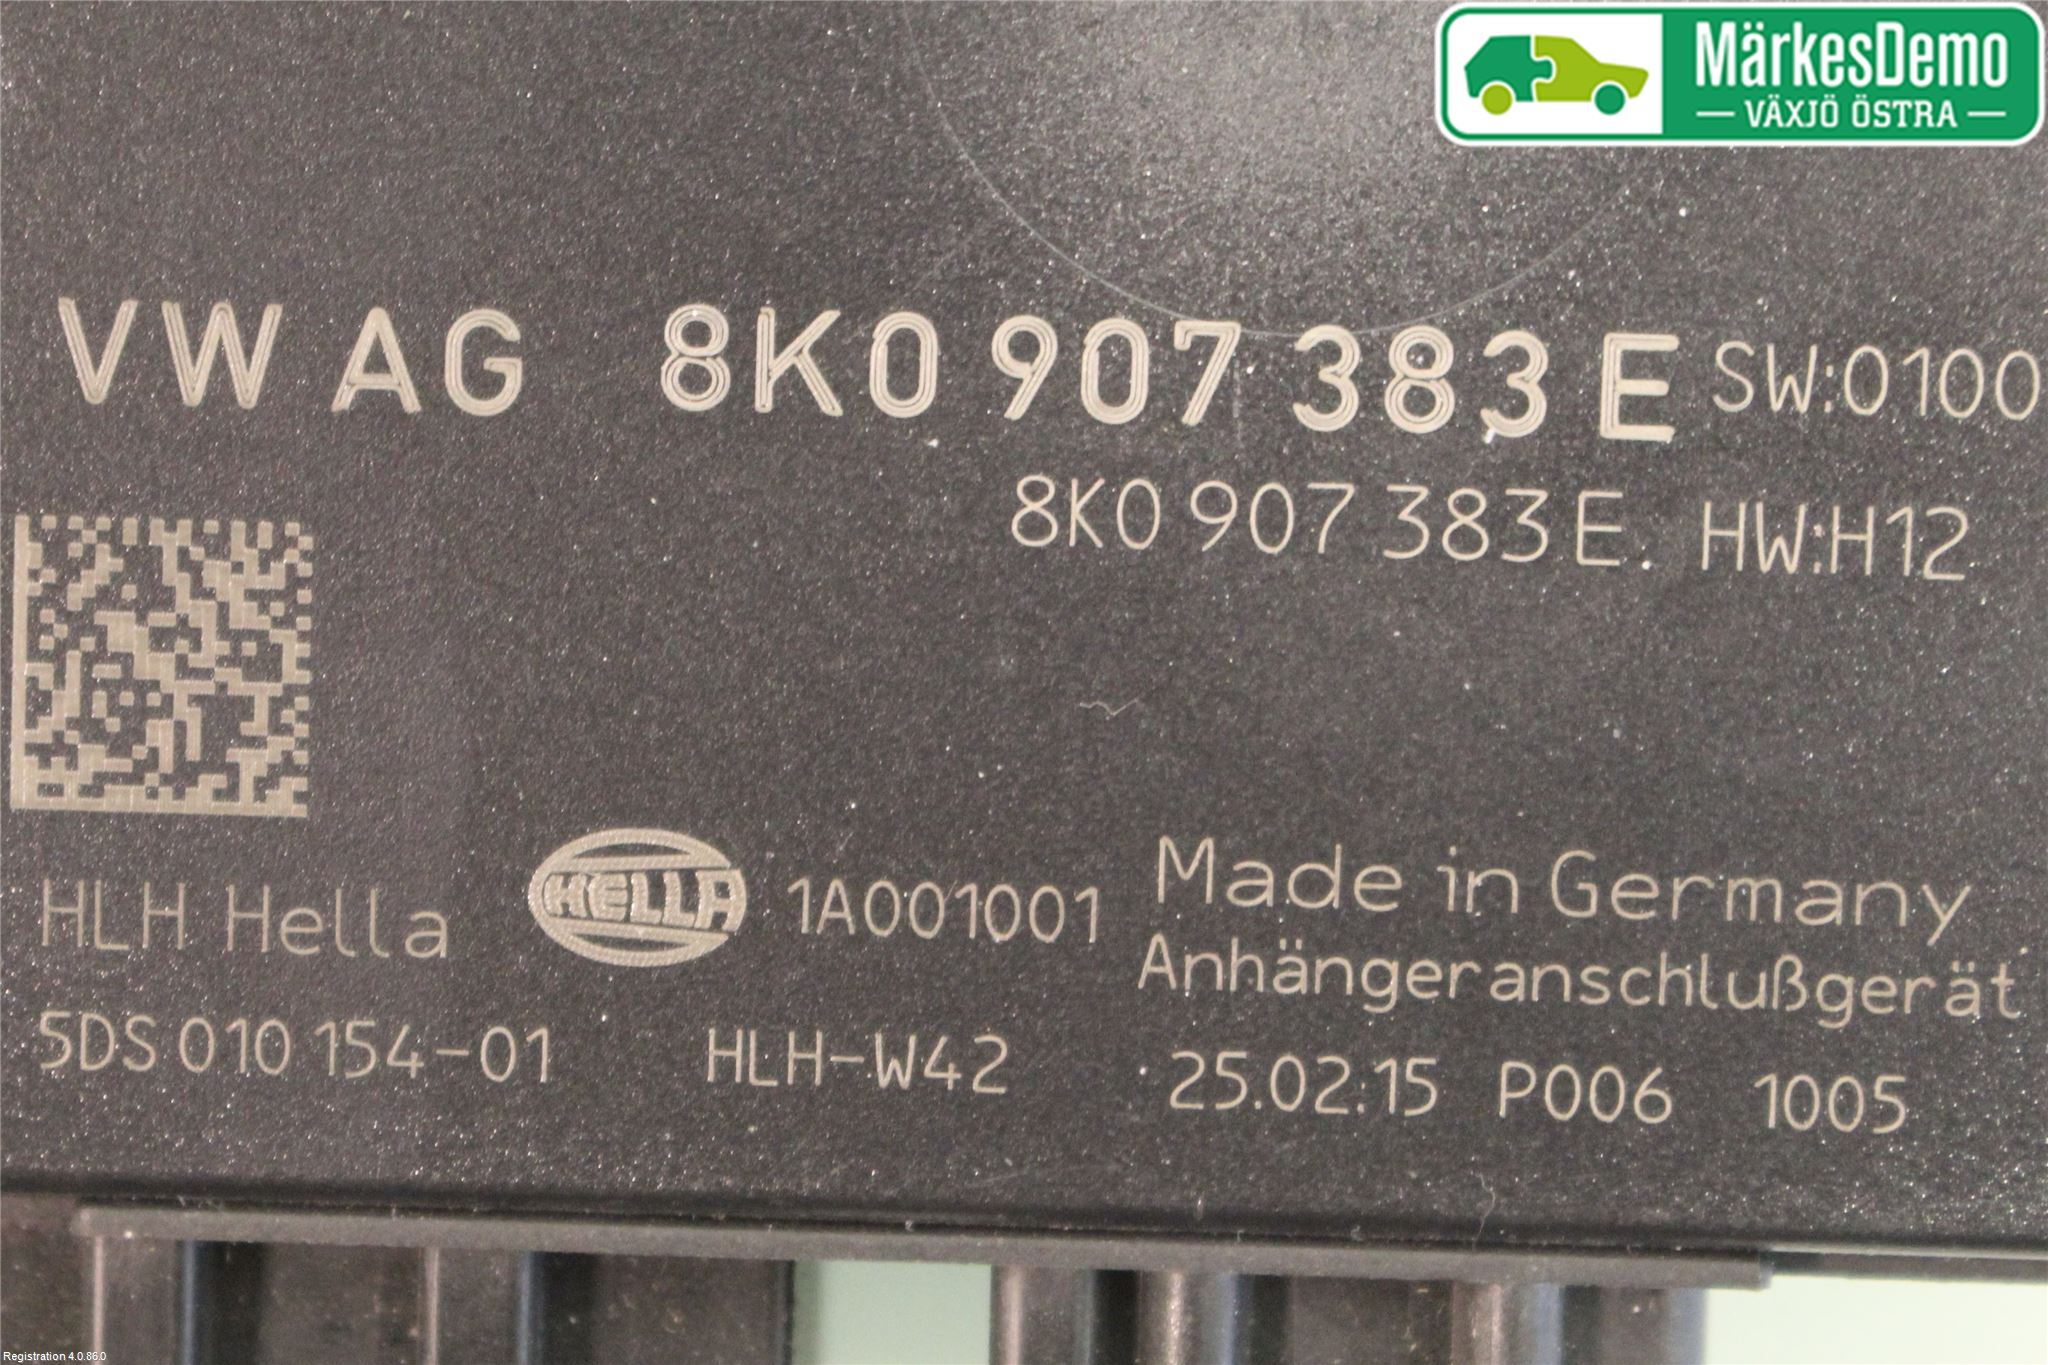 MärkesDemo
— VÄXJÖ ÖSTRA —
VW AG 8K0 907 383 E SW:0100
8K0 907 383 E. HW:H12
HLH Hella HELLA 1A001001 Made in Germany
Anhängeranschlußgerät
5DS 010 154-01 HLH-W42 25.02.15 P006 1005
Registration 4.0.86.0